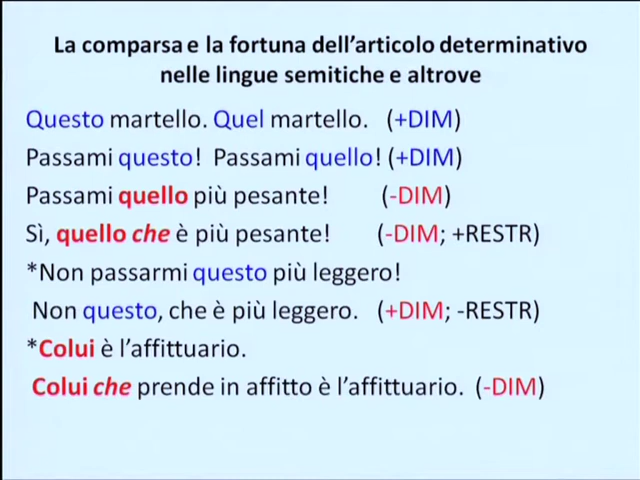 La comparsa e la fortuna dell'articolo determinativo
nelle lingue semitiche e altrove
Questo martello. Quel martello. (+DIM)
Passami questo! Passami quello! (+DIM)
Passami quello più pesante! (-DIM)
Sì, quello che è più pesante! (-DIM; +RESTR)
*Non passarmi questo più leggero!
Non questo, che è più leggero. (+DIM; -RESTR)
*Colui è l'affittuario.
Colui che prende in affitto è l'affittuario. (-DIM)